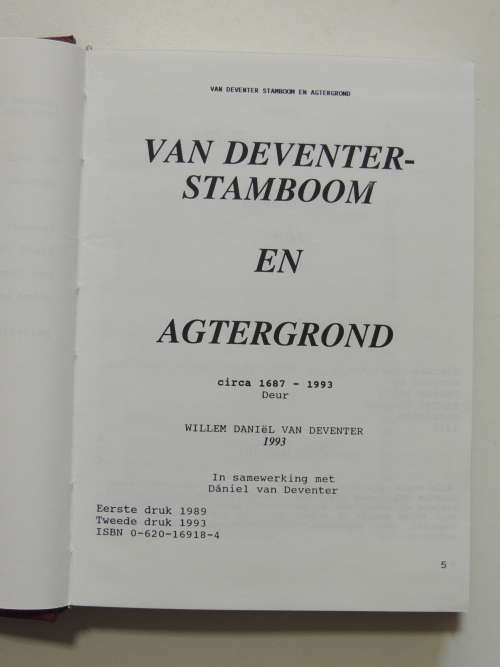 VAN DEVENTER STAMBOOM EN AGTERGROND
VAN DEVENTER-
STAMBOOM
EN
AGTERGROND
circa 1687 - 1993
Deur
WILLEM DANIëL VAN DEVENTER
1993
In samewerking met
Dániel van Deventer
Eerste druk 1989
Tweede druk 1993
ISBN 0-620-16918-4
5